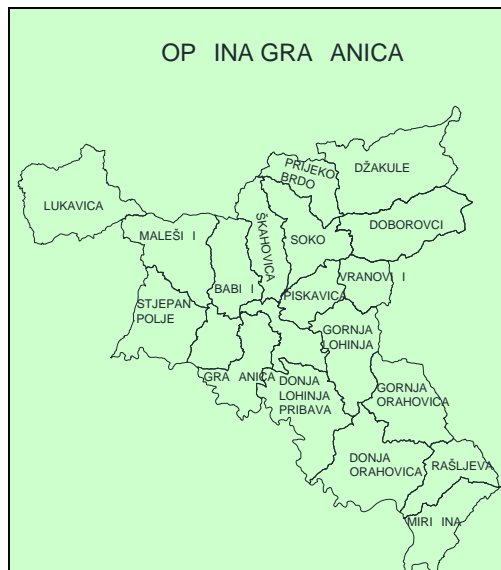 OP INA GRA ANICA
PRIJEKO
BRDO
DŽAKULE
LUKAVICA
DOBOROVCI
MALEŠI I
ŠKAHOVICA
SOKO
VRANOVI I
BABI I
PISKAVICA
STJEPAN
POLJE
GORNJA
LOHINJA
GRA ANICA
DONJA
LOHINJA
PRIBAVA
GORNJA
ORAHOVICA
DONJA
ORAHOVICA
RAŠLJEVA
MIRI INA